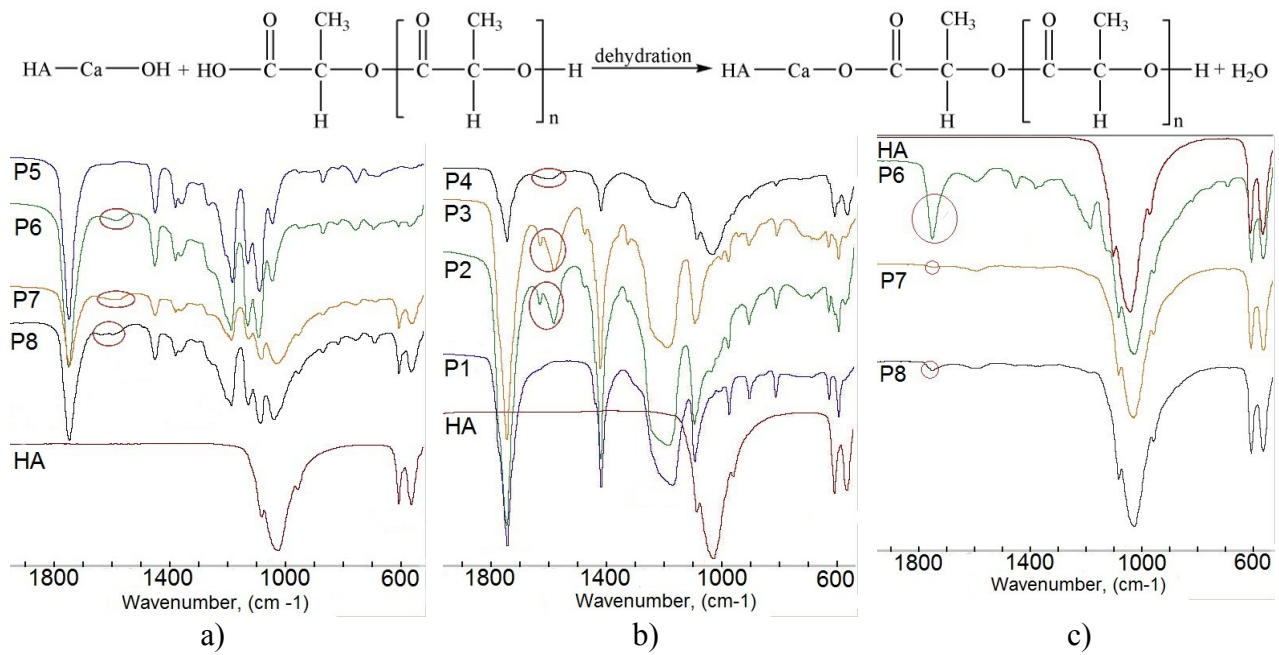 O CH3 O CH3 O CH3 O CH3
HA — Ca — OH + HO — C — C — O — C — C — O — H dehydration HA — Ca — O — C — C — O — C — C — O — H + H2O
H H n H H n
P5
P6
P7
P8
HA
1800 1400 1000 600
Wavenumber, (cm -1)
a)
P4
P3
P2
P1
HA
1800 1400 1000 600
Wavenumber, (cm-1)
b)
HA
P6
P7
P8
1800 1400 1000 600
Wavenumber, (cm-1)
c)